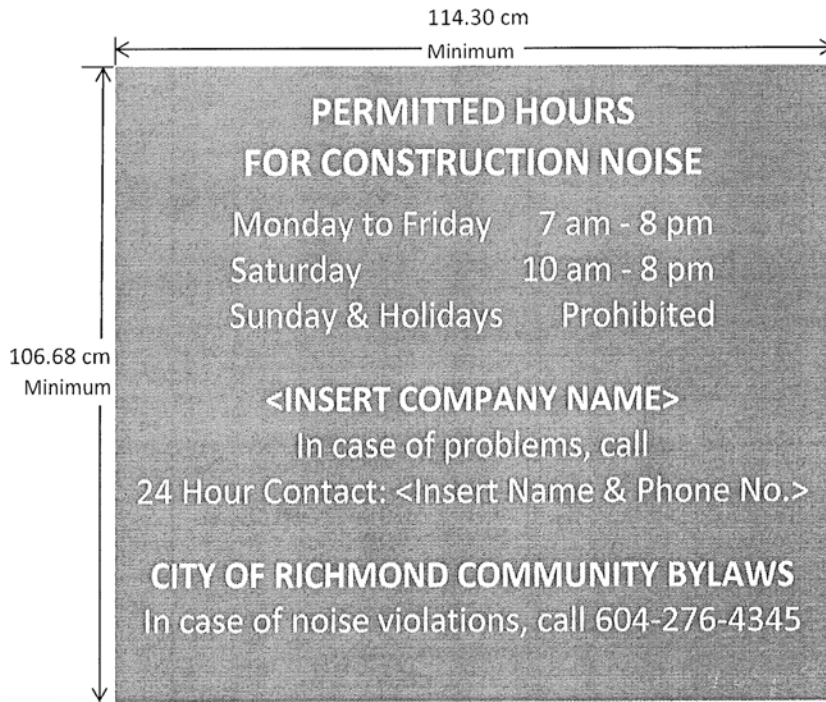 114.30 cm
Minimum
PERMITTED HOURS
FOR CONSTRUCTION NOISE
Monday to Friday 7 am - 8 pm
Saturday 10 am - 8 pm
Sunday & Holidays Prohibited
106.68 cm
Minimum
<INSERT COMPANY NAME>
In case of problems, call
24 Hour Contact: <Insert Name & Phone No.>
CITY OF RICHMOND COMMUNITY BYLAWS
In case of noise violations, call 604-276-4345